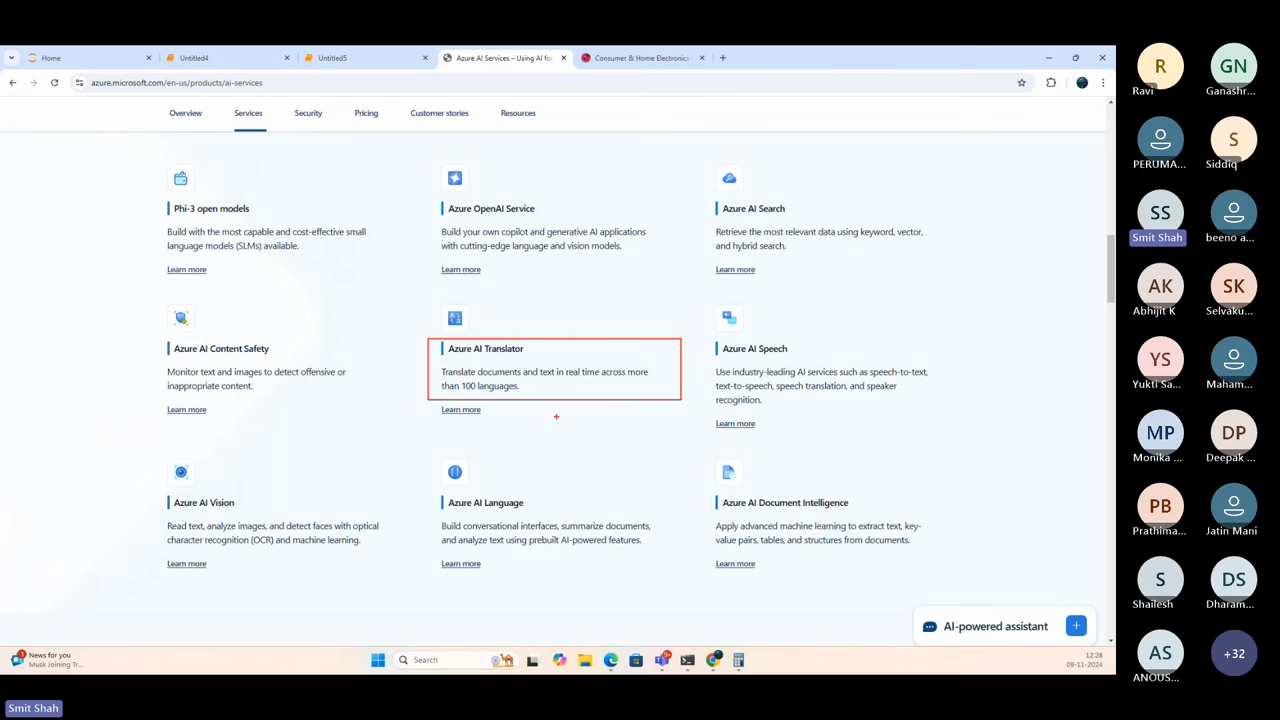 Home
Untitled4
Untitled5
Azure AI Services – Using AI fo
Consumer & Home Electronics
azure.microsoft.com/en-us/products/ai-services
Overview
Services
Security
Pricing
Customer stories
Resources
Phi-3 open models
Build with the most capable and cost-effective small
language models (SLMs) available.
Learn more
Azure OpenAI Service
Build your own copilot and generative AI applications
with cutting-edge language and vision models.
Learn more
Azure AI Search
Retrieve the most relevant data using keyword, vector,
and hybrid search.
Learn more
Azure AI Content Safety
Monitor text and images to detect offensive or
inappropriate content.
Learn more
Azure AI Translator
Translate documents and text in real time across more
than 100 languages.
Learn more
Azure AI Speech
Use industry-leading AI services such as speech-to-text,
text-to-speech, speech translation, and speaker
recognition.
Learn more
Azure AI Vision
Read text, analyze images, and detect faces with optical
character recognition (OCR) and machine learning.
Learn more
Azure AI Language
Build conversational interfaces, summarize documents,
and analyze text using prebuilt AI-powered features.
Learn more
Azure AI Document Intelligence
Apply advanced machine learning to extract text, key-
value pairs, tables, and structures from documents.
Learn more
AI-powered assistant
News for you
Musk Joining Tr...
Search
12:28
09-11-2024
Smit Shah
R
Ravi
GN
Ganashr...
PERUMA...
S
Siddiq
SS
Smit Shah
beeno a...
AK
Abhijit K
SK
Selvaku...
YS
Yukti Sa...
Maham...
MP
Monika ...
DP
Deepak ...
PB
Prathima...
Jatin Mani
S
Shailesh
DS
Dharam...
AS
ANOUS...
+32